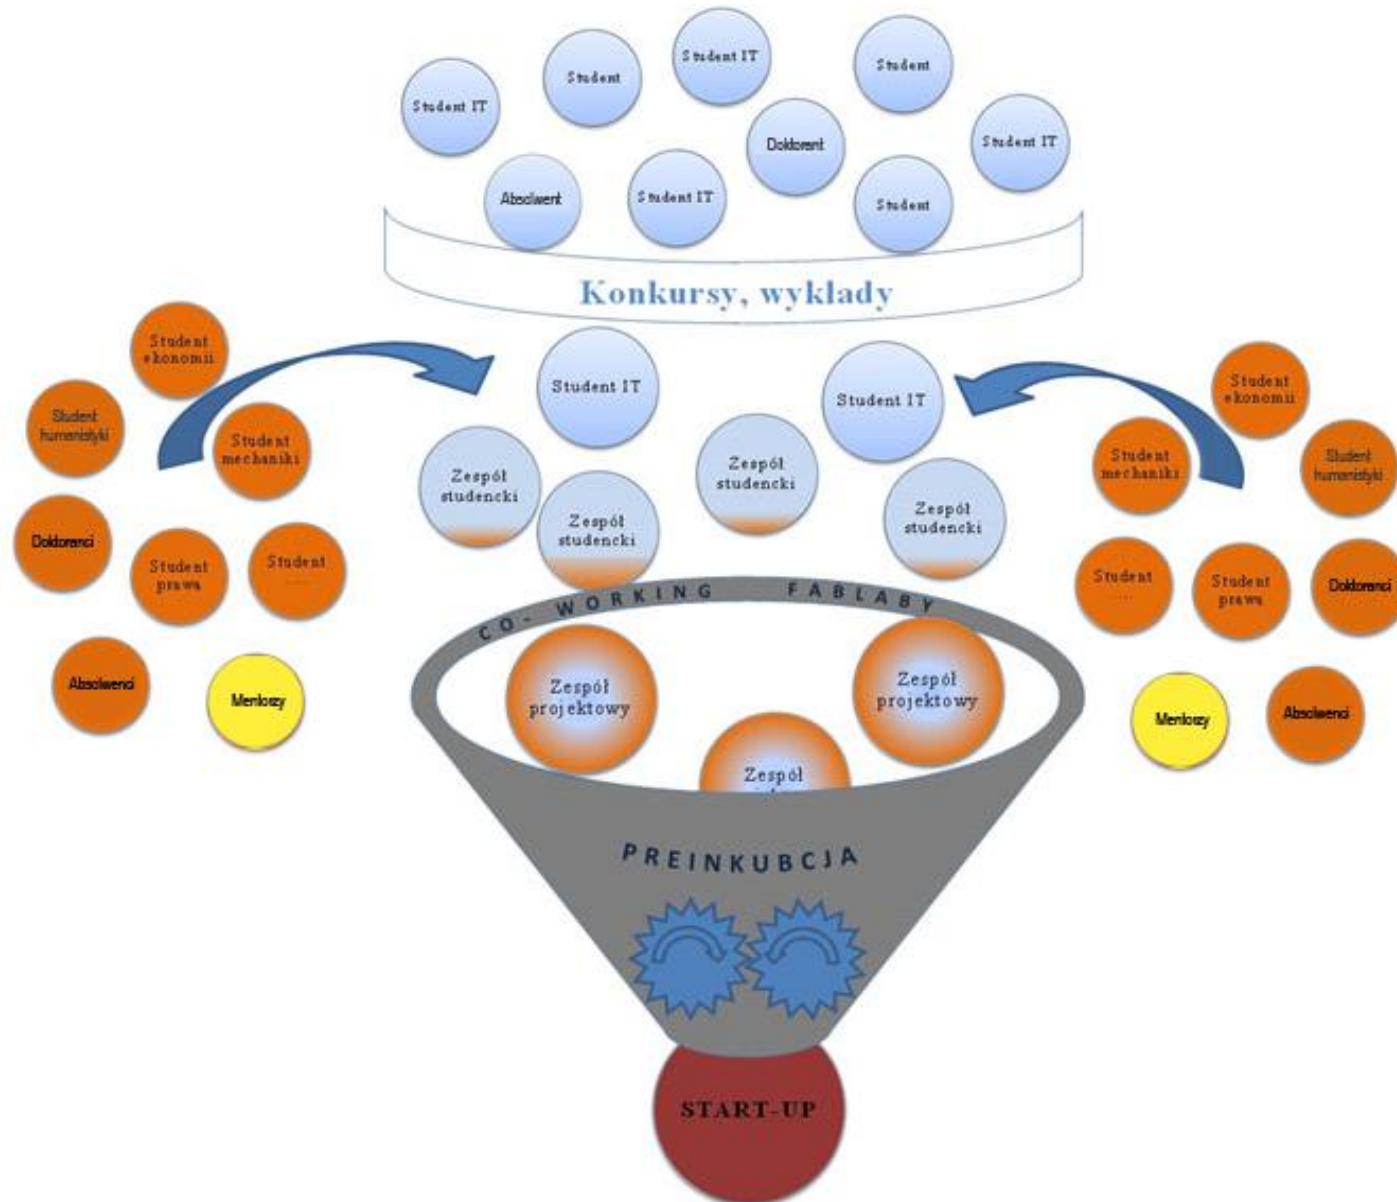 Student IT
Student
Student IT
Student
Student IT
Doktorant
Absolwent
Student IT
Student
Konkursy, wykłady
Student
ekonomii
Student
humanistyki
Student
mechaniki
Doktoranci
Student
prawa
Student
....
Absolwenci
Mentorzy
Student IT
Student IT
Zespół
studencki
Zespół
studencki
Zespół
studencki
Zespół
studencki
Student
ekonomii
Student
mechaniki
Student
humanistyki
Student
....
Student
prawa
Doktoranci
Mentorzy
Absolwenci
CO- WORKING FABLABY
Zespół
projektowy
Zespół
projektowy
Zespół
PREINKUBCJA
START-UP